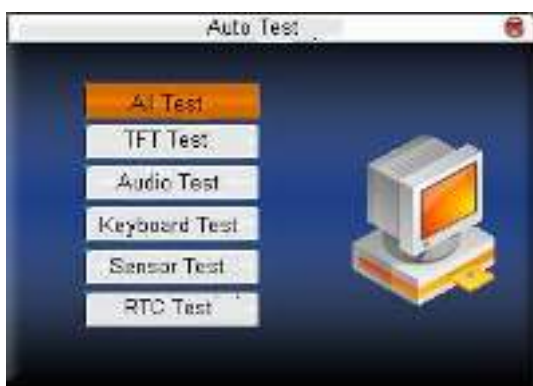 Auto Test
All Test
TFT Test
Audio Test
Keyboard Test
Sensor Test
RTC Test